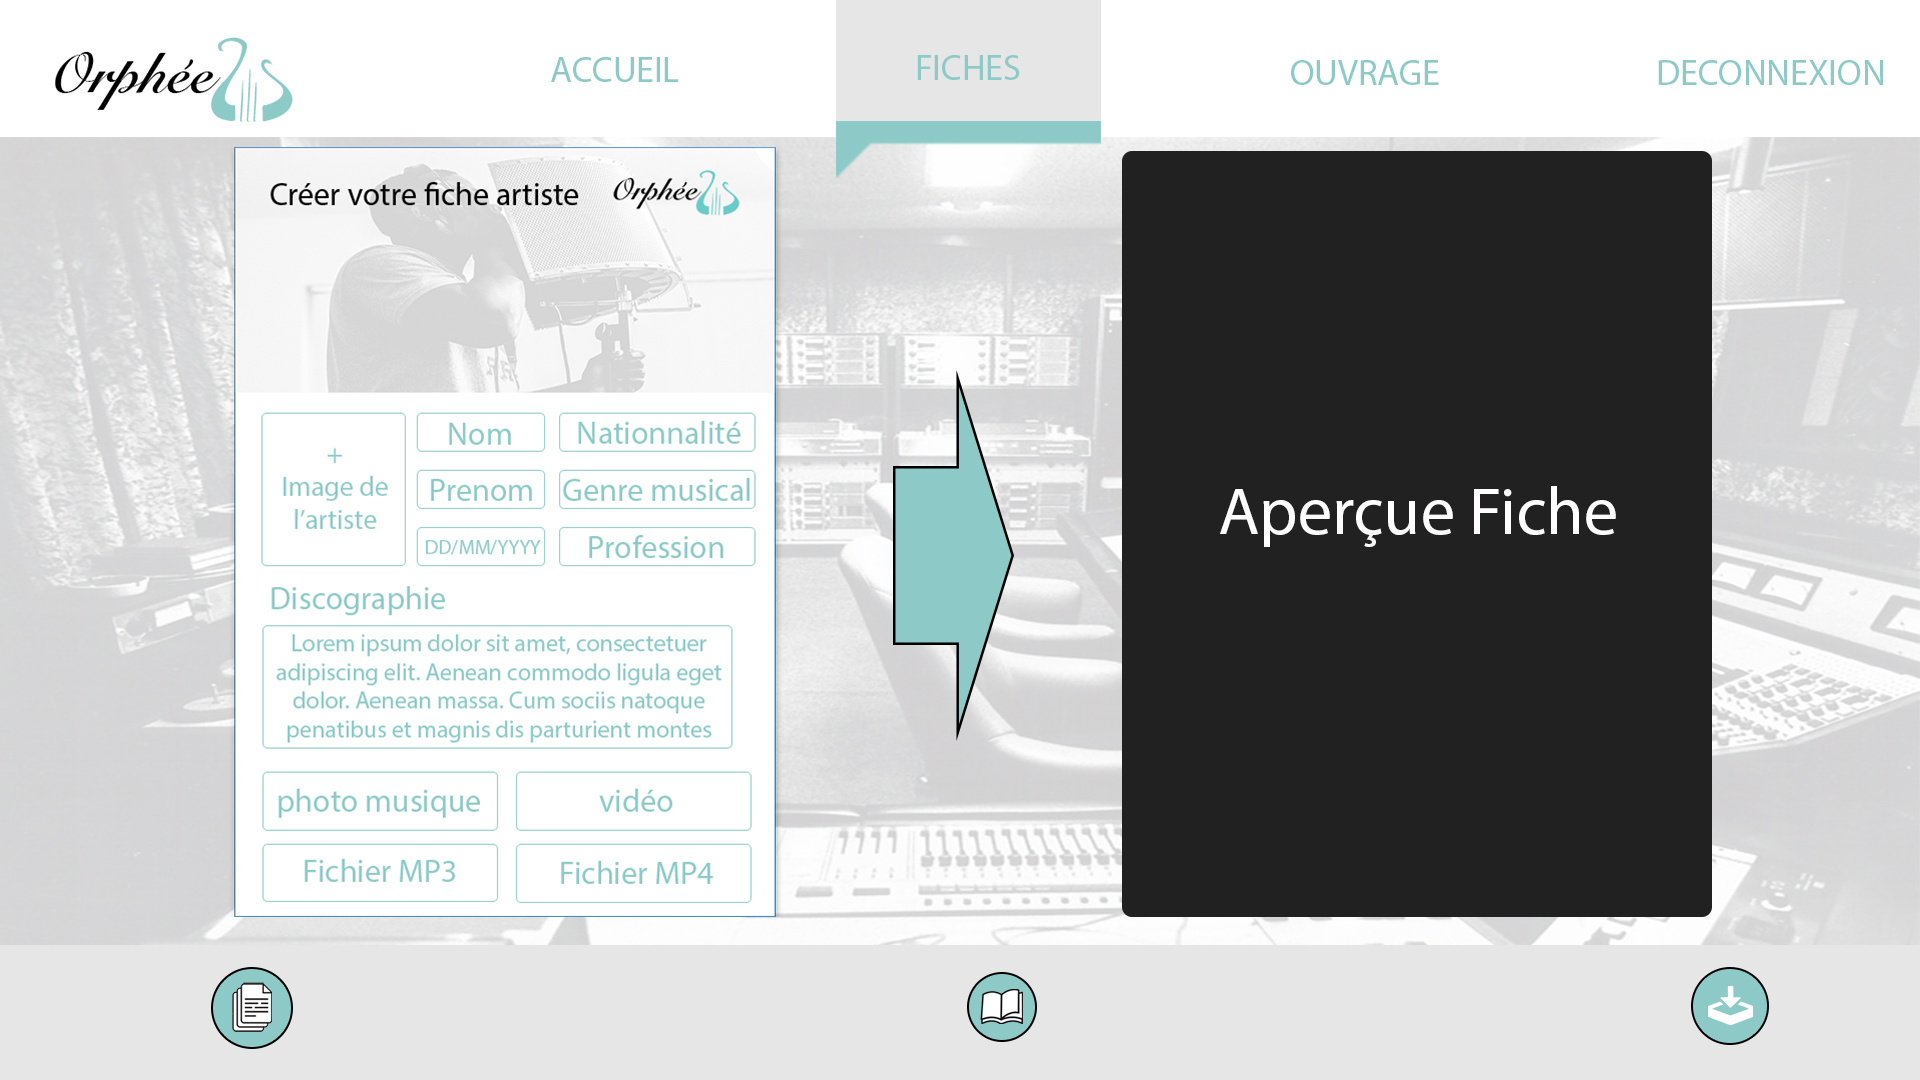 Orphée
ACCUEIL
FICHES
OUVRAGE
DECONNEXION
Créer votre fiche artiste
Orphée
+
Image de
l’artiste
Nom
Nationnalité
Prenom
Genre musical
DD/MM/YYYY
Profession
Discographie
Lorem ipsum dolor sit amet, consectetuer
adipiscing elit. Aenean commodo ligula eget
dolor. Aenean massa. Cum sociis natoque
penatibus et magnis dis parturient montes
photo musique
vidéo
Fichier MP3
Fichier MP4
Aperçue Fiche